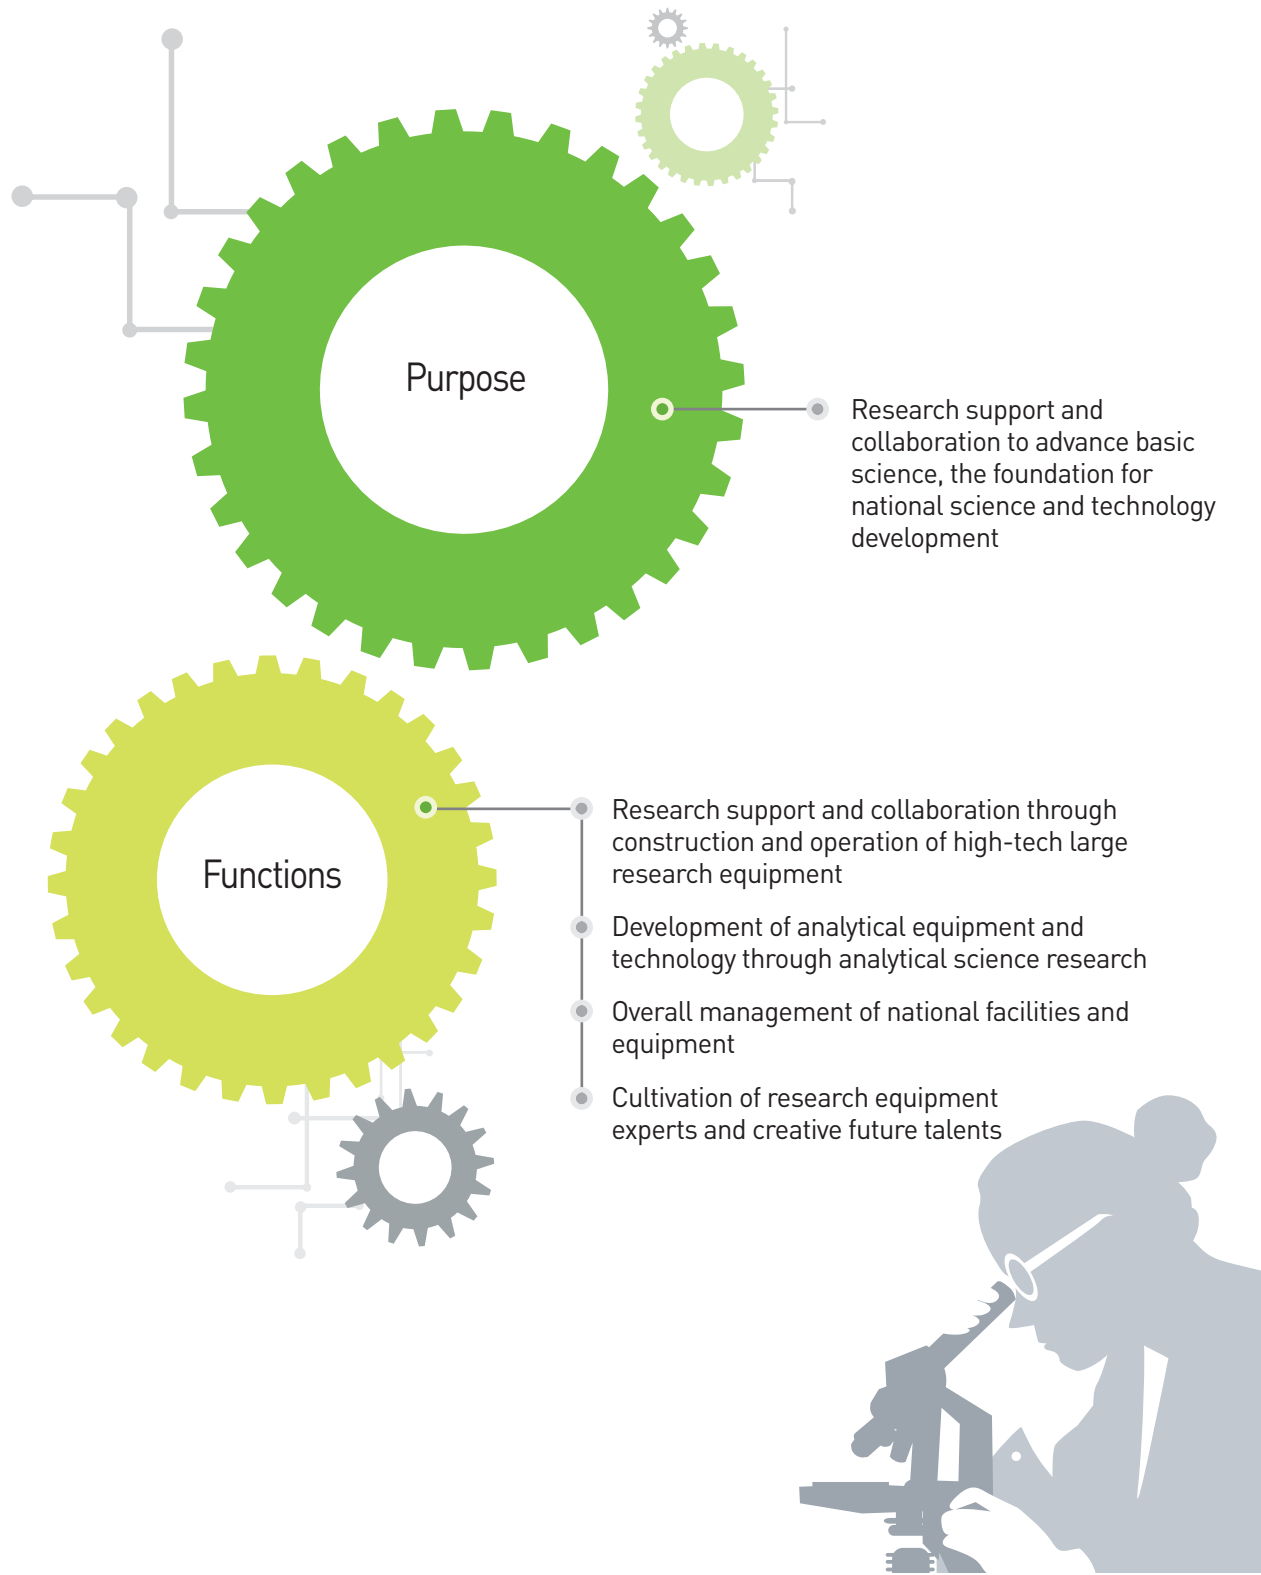 Purpose
Research support and
collaboration to advance basic
science, the foundation for
national science and technology
development
Functions
Research support and collaboration through
construction and operation of high-tech large
research equipment
Development of analytical equipment and
technology through analytical science research
Overall management of national facilities and
equipment
Cultivation of research equipment
experts and creative future talents